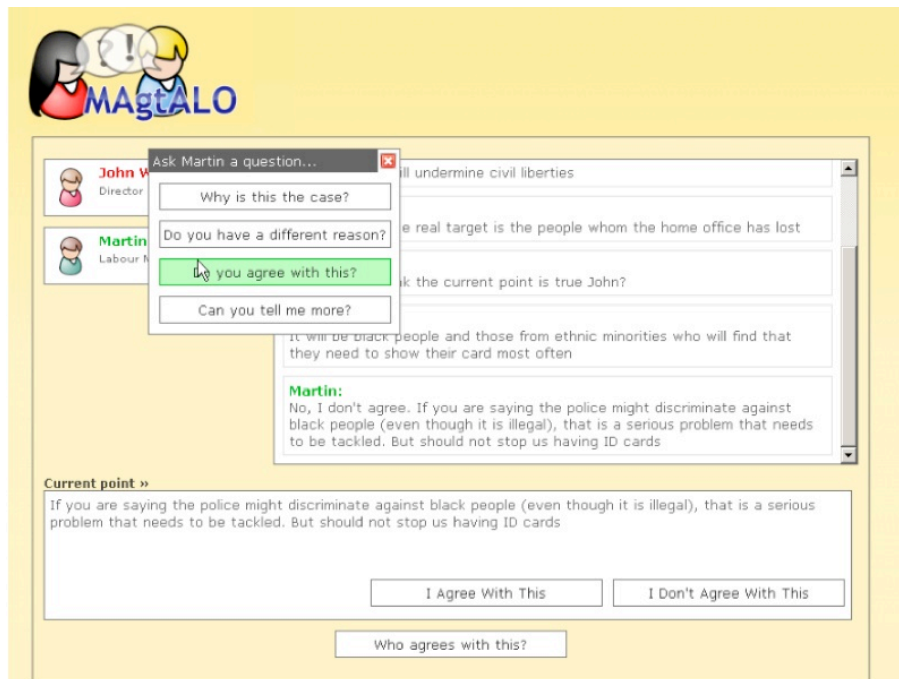 ?!
MAgtALO
Ask Martin a question...
Why is this the case?
Do you have a different reason?
you agree with this?
Can you tell me more?
John W
Director
Martin
Labour M
ill undermine civil liberties
e real target is the people whom the home office has lost
k the current point is true John?
It will be black people and those from ethnic minorities who will find that
they need to show their card most often
Martin:
No, I don't agree. If you are saying the police might discriminate against
black people (even though it is illegal), that is a serious problem that needs
to be tackled. But should not stop us having ID cards
Current point »
If you are saying the police might discriminate against black people (even though it is illegal), that is a serious
problem that needs to be tackled. But should not stop us having ID cards
I Agree With This
I Don't Agree With This
Who agrees with this?